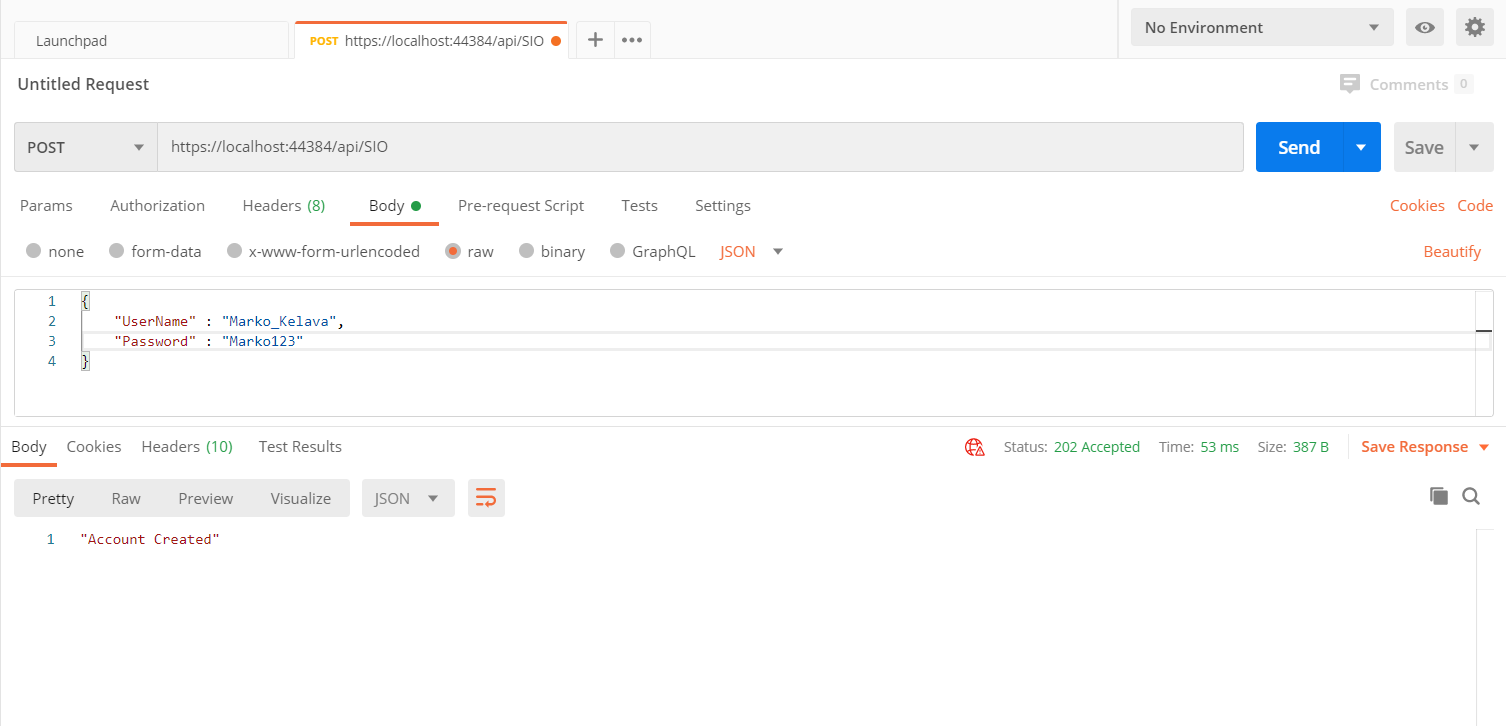 Launchpad
POST https://localhost:44384/api/SIO
No Environment
Untitled Request
Comments 0
POST https://localhost:44384/api/SIO
Send
Save
Params Authorization Headers (8) Body Pre-request Script Tests Settings Cookies Code
none form-data x-www-form-urlencoded raw binary GraphQL JSON Beautify
1 {
2 "UserName" : "Marko_Kelava",
3 "Password" : "Marko123"
4 }
Body Cookies Headers (10) Test Results Status: 202 Accepted Time: 53 ms Size: 387 B Save Response
Pretty Raw Preview Visualize JSON
1 "Account Created"